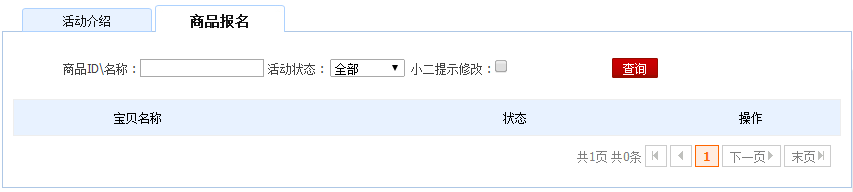 活动介绍 商品报名
商品ID\名称： 活动状态： 全部 小二提示修改： 查询
宝贝名称 状态 操作
共1页 共0条 1 下一页 末页